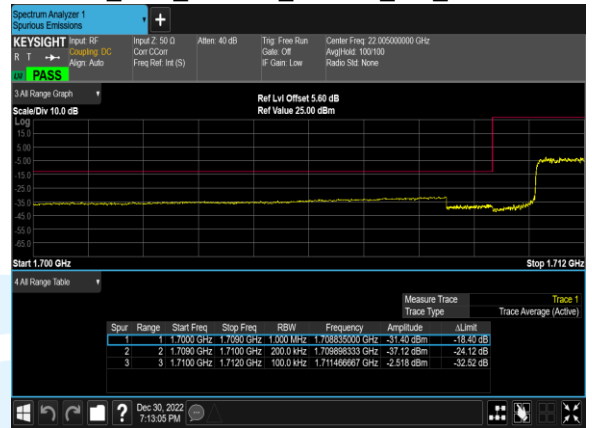 Spectrum Analyzer 1
Spurious Emissions
KEYSIGHT Input: RF Input Z: 50 Ω Atten: 40 dB Trig: Free Run Center Freq: 22.005000000 GHz
R T Coupling: DC Corr CCorr Gate: Off Avg|Hold: 100/100
Align: Auto Freq Ref: Int (S) IF Gain: Low Radio Std: None
LXI PASS
3 All Range Graph
Ref Lvl Offset 5.60 dB
Scale/Div 10.0 dB Ref Value 25.00 dBm
Log
15.0
5.00
-5.00
-15.0
-25.0
-35.0
-45.0
-55.0
-65.0
Start 1.700 GHz Stop 1.712 GHz
4 All Range Table
Measure Trace Trace 1
Trace Type Trace Average (Active)
Spur Range Start Freq Stop Freq RBW Frequency Amplitude ΔLimit
1 1 1.7000 GHz 1.7090 GHz 1.000 MHz 1.708835000 GHz -31.40 dBm -18.40 dB
2 2 1.7090 GHz 1.7100 GHz 200.0 kHz 1.709898333 GHz -37.12 dBm -24.12 dB
3 3 1.7100 GHz 1.7120 GHz 100.0 kHz 1.711466667 GHz -2.518 dBm -32.52 dB
? Dec 30, 2022
7:13:05 PM